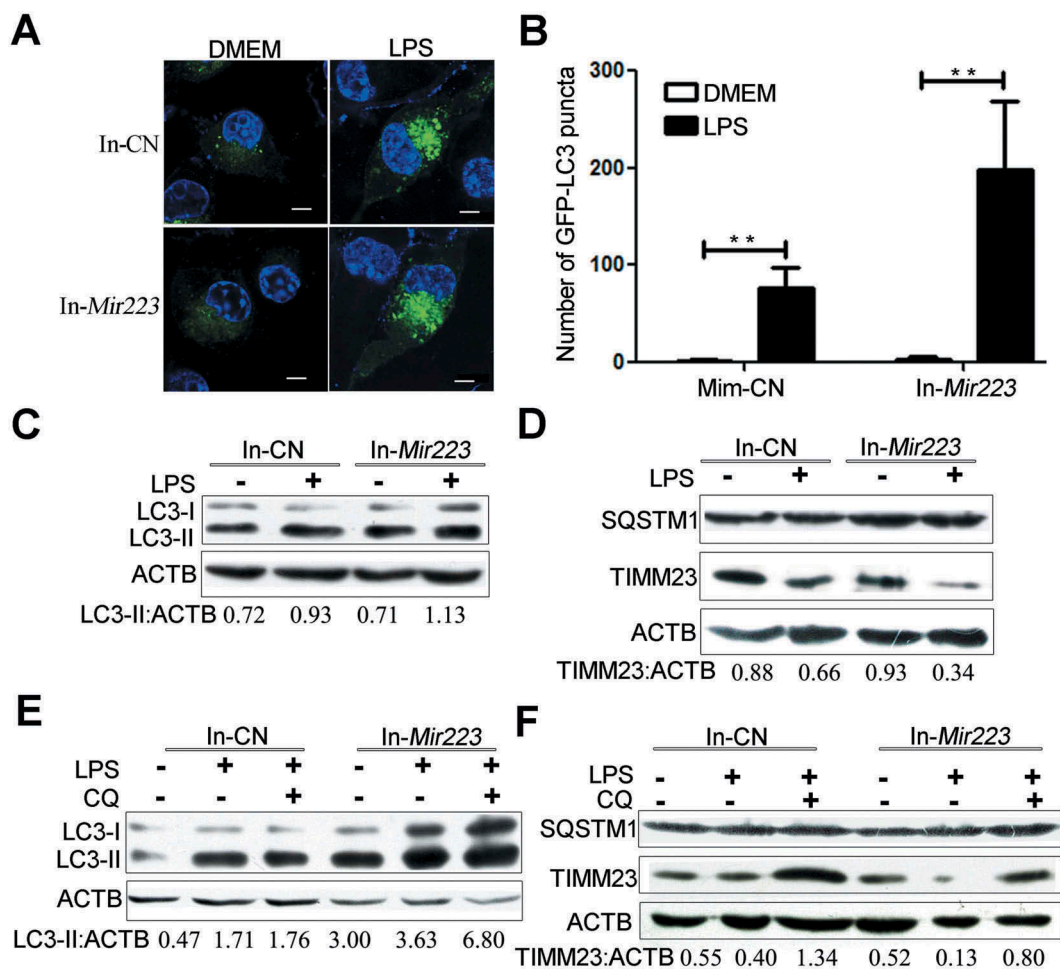 A
DMEM LPS
In-CN
In-Mir223
B
Number of GFP-LC3 puncta
300
200
100
0
DMEM
LPS
**
**
Mim-CN In-Mir223
C
In-CN In-Mir223
LPS - + - +
LC3-I
LC3-II
ACTB
LC3-II:ACTB 0.72 0.93 0.71 1.13
D
In-CN In-Mir223
LPS - + - +
SQSTM1
TIMM23
ACTB
TIMM23:ACTB 0.88 0.66 0.93 0.34
E
In-CN In-Mir223
LPS - + + - + +
CQ - - + - - +
LC3-I
LC3-II
ACTB
LC3-II:ACTB 0.47 1.71 1.76 3.00 3.63 6.80
F
In-CN In-Mir223
LPS - + + - + +
CQ - - + - - +
SQSTM1
TIMM23
ACTB
TIMM23:ACTB 0.55 0.40 1.34 0.52 0.13 0.80